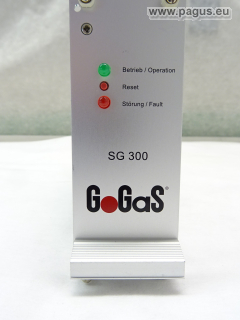 © www.pagus.eu
Betrieb / Operation
Reset
Störung / Fault
SG 300
GoGaS®